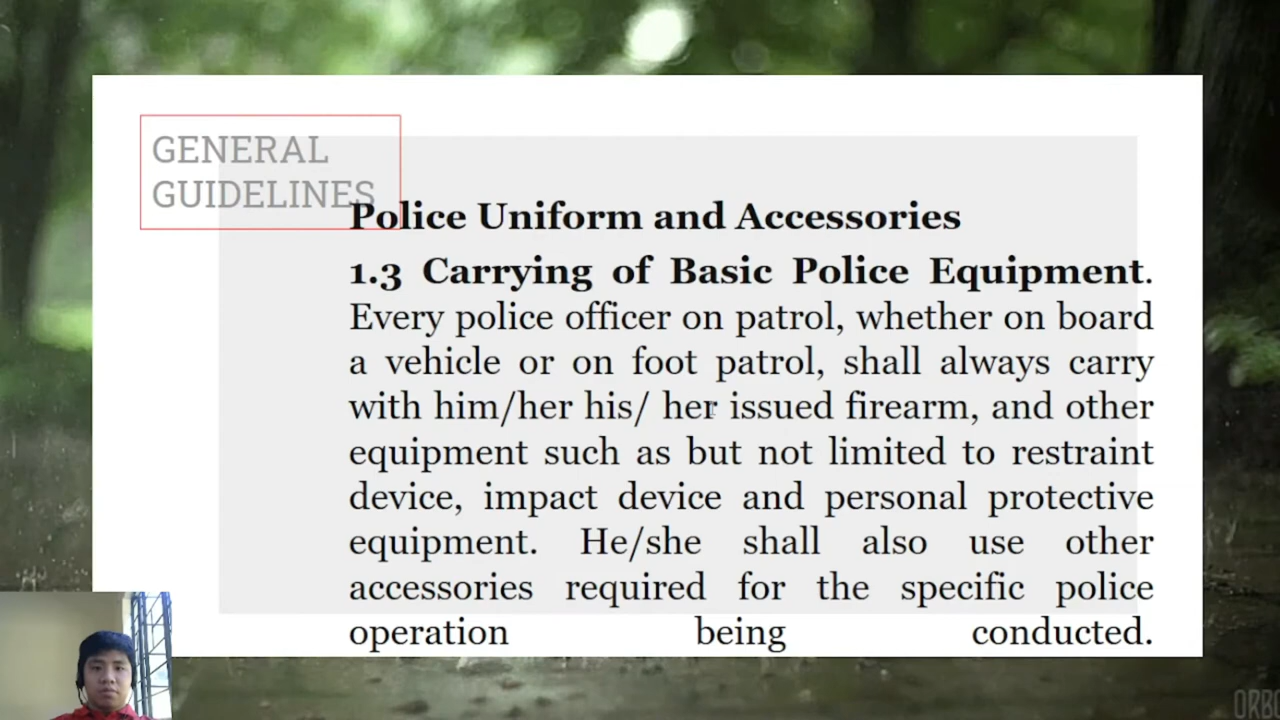 GENERAL
GUIDELINES
Police Uniform and Accessories
1.3 Carrying of Basic Police Equipment.
Every police officer on patrol, whether on board
a vehicle or on foot patrol, shall always carry
with him/her his/ her issued firearm, and other
equipment such as but not limited to restraint
device, impact device and personal protective
equipment. He/she shall also use other
accessories required for the specific police
operation being conducted.